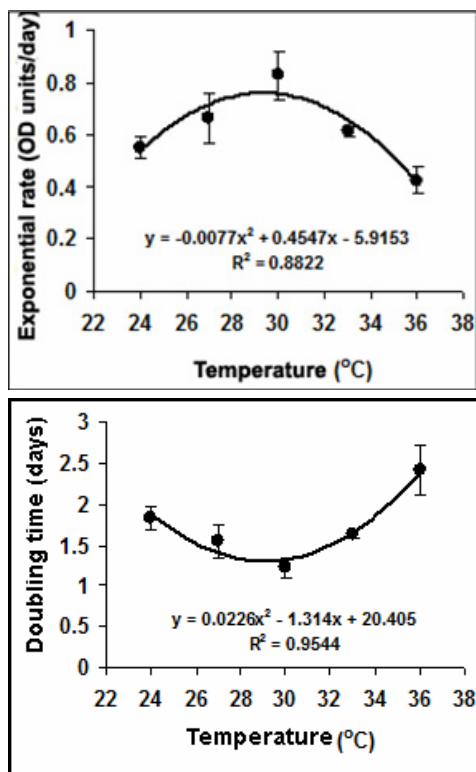 Exponential rate (OD units/day)
1
0.8
0.6
0.4
0.2
0
y = -0.0077x² + 0.4547x - 5.9153
R² = 0.8822
22 24 26 28 30 32 34 36 38
Temperature (°C)
Doubling time (days)
3
2.5
2
1.5
1
0.5
0
y = 0.0226x² - 1.314x + 20.405
R² = 0.9544
22 24 26 28 30 32 34 36 38
Temperature (°C)